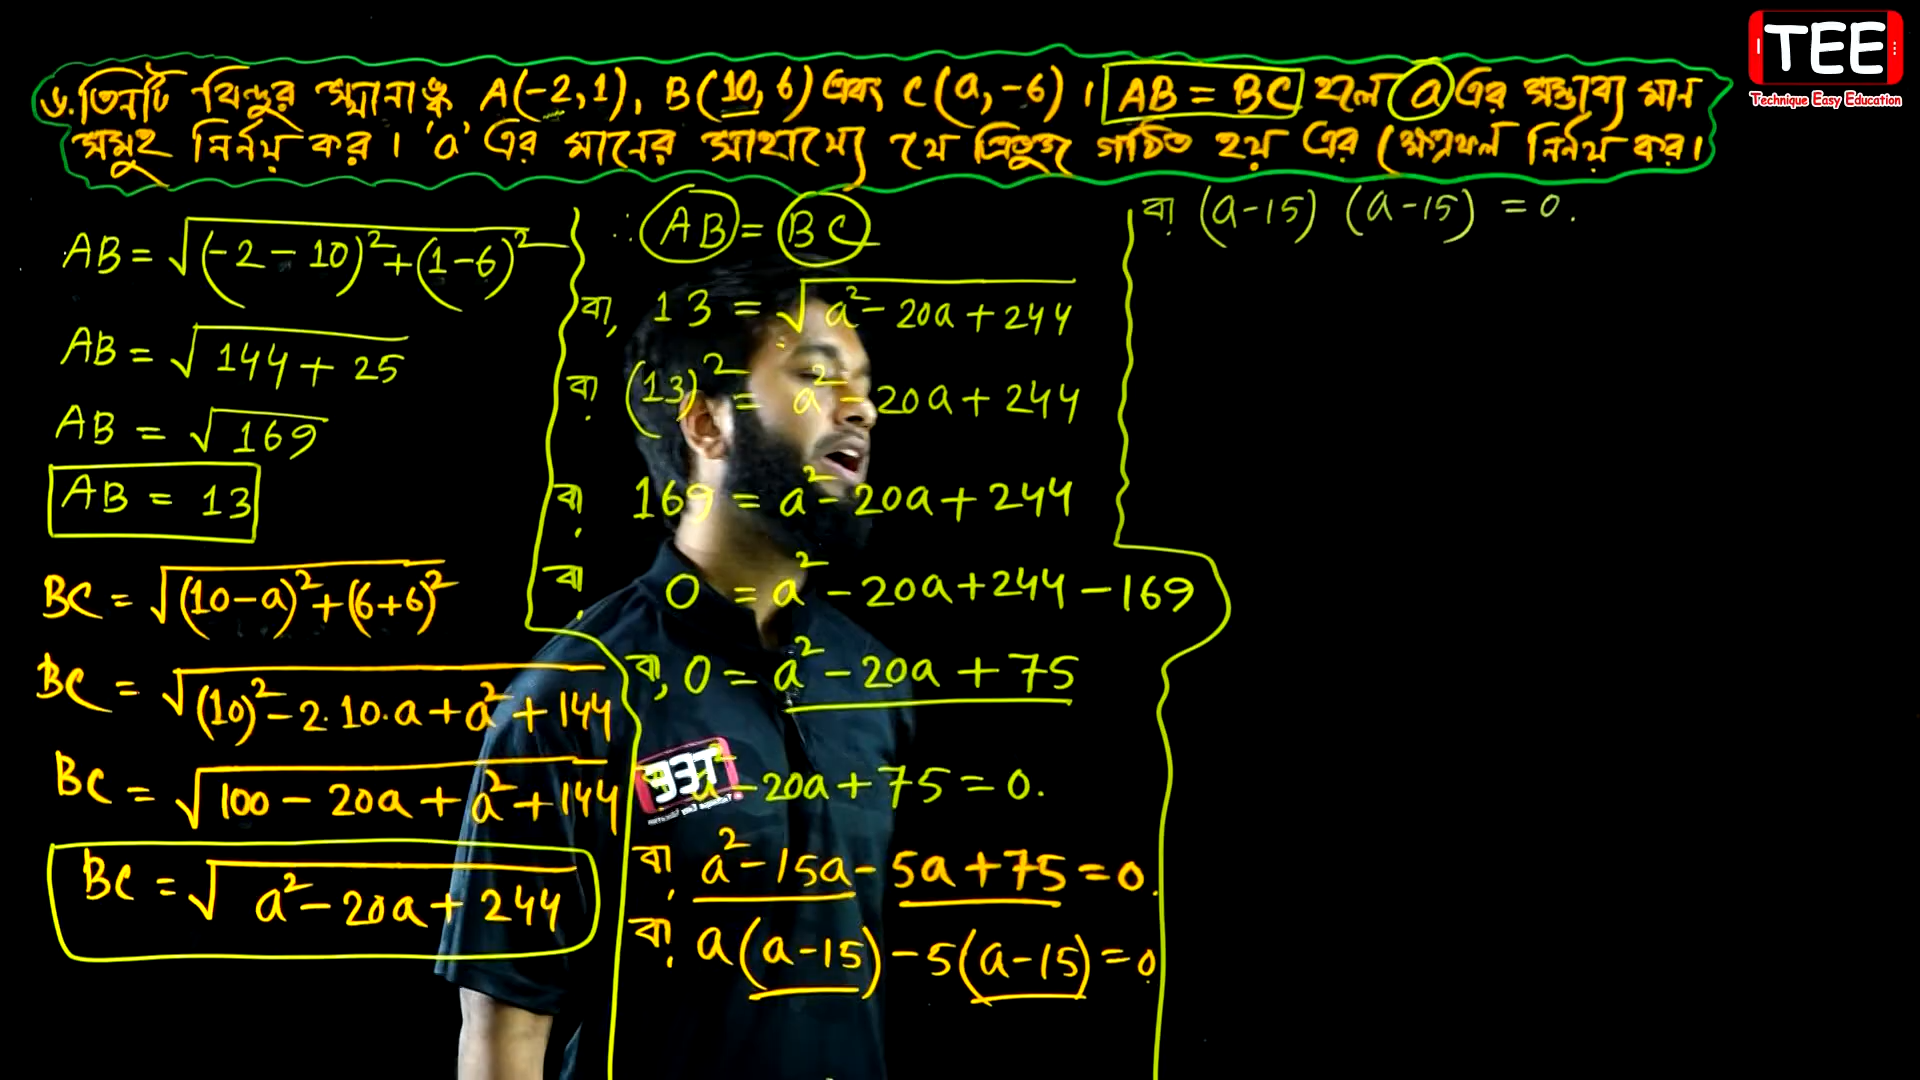 ৬. তিনটি বিন্দুর স্থানাঙ্ক A(-2,1), B(10,6) এবং C(a,-6) । AB = BC হলে a এর সম্ভাব্য মান
সমুহ নির্নয় কর । 'a' এর মানের সাহায্যে যে ত্রিভুজ গঠিত হয় এর ক্ষেত্রফল নির্নয় কর।
TEE
Technique Easy Education
AB = √(-2-10)²+(1-6)²
AB = √144+25
AB = √169
AB = 13
BC = √(10-a)²+(6+6)²
BC = √(10)²-2.10.a+a²+144
BC = √100-20a+a²+144
BC = √a²-20a+244
∴ AB = BC
বা, 13 = √a²-20a+244
বা, (13)² = a²-20a+244
বা, 169 = a²-20a+244
বা, 0 = a²-20a+244-169
বা, 0 = a²-20a+75
a²-20a+75=0.
বা, a²-15a-5a+75=0.
বা, a(a-15)-5(a-15)=0
বা, (a-15) (a-15) =0.
TEE